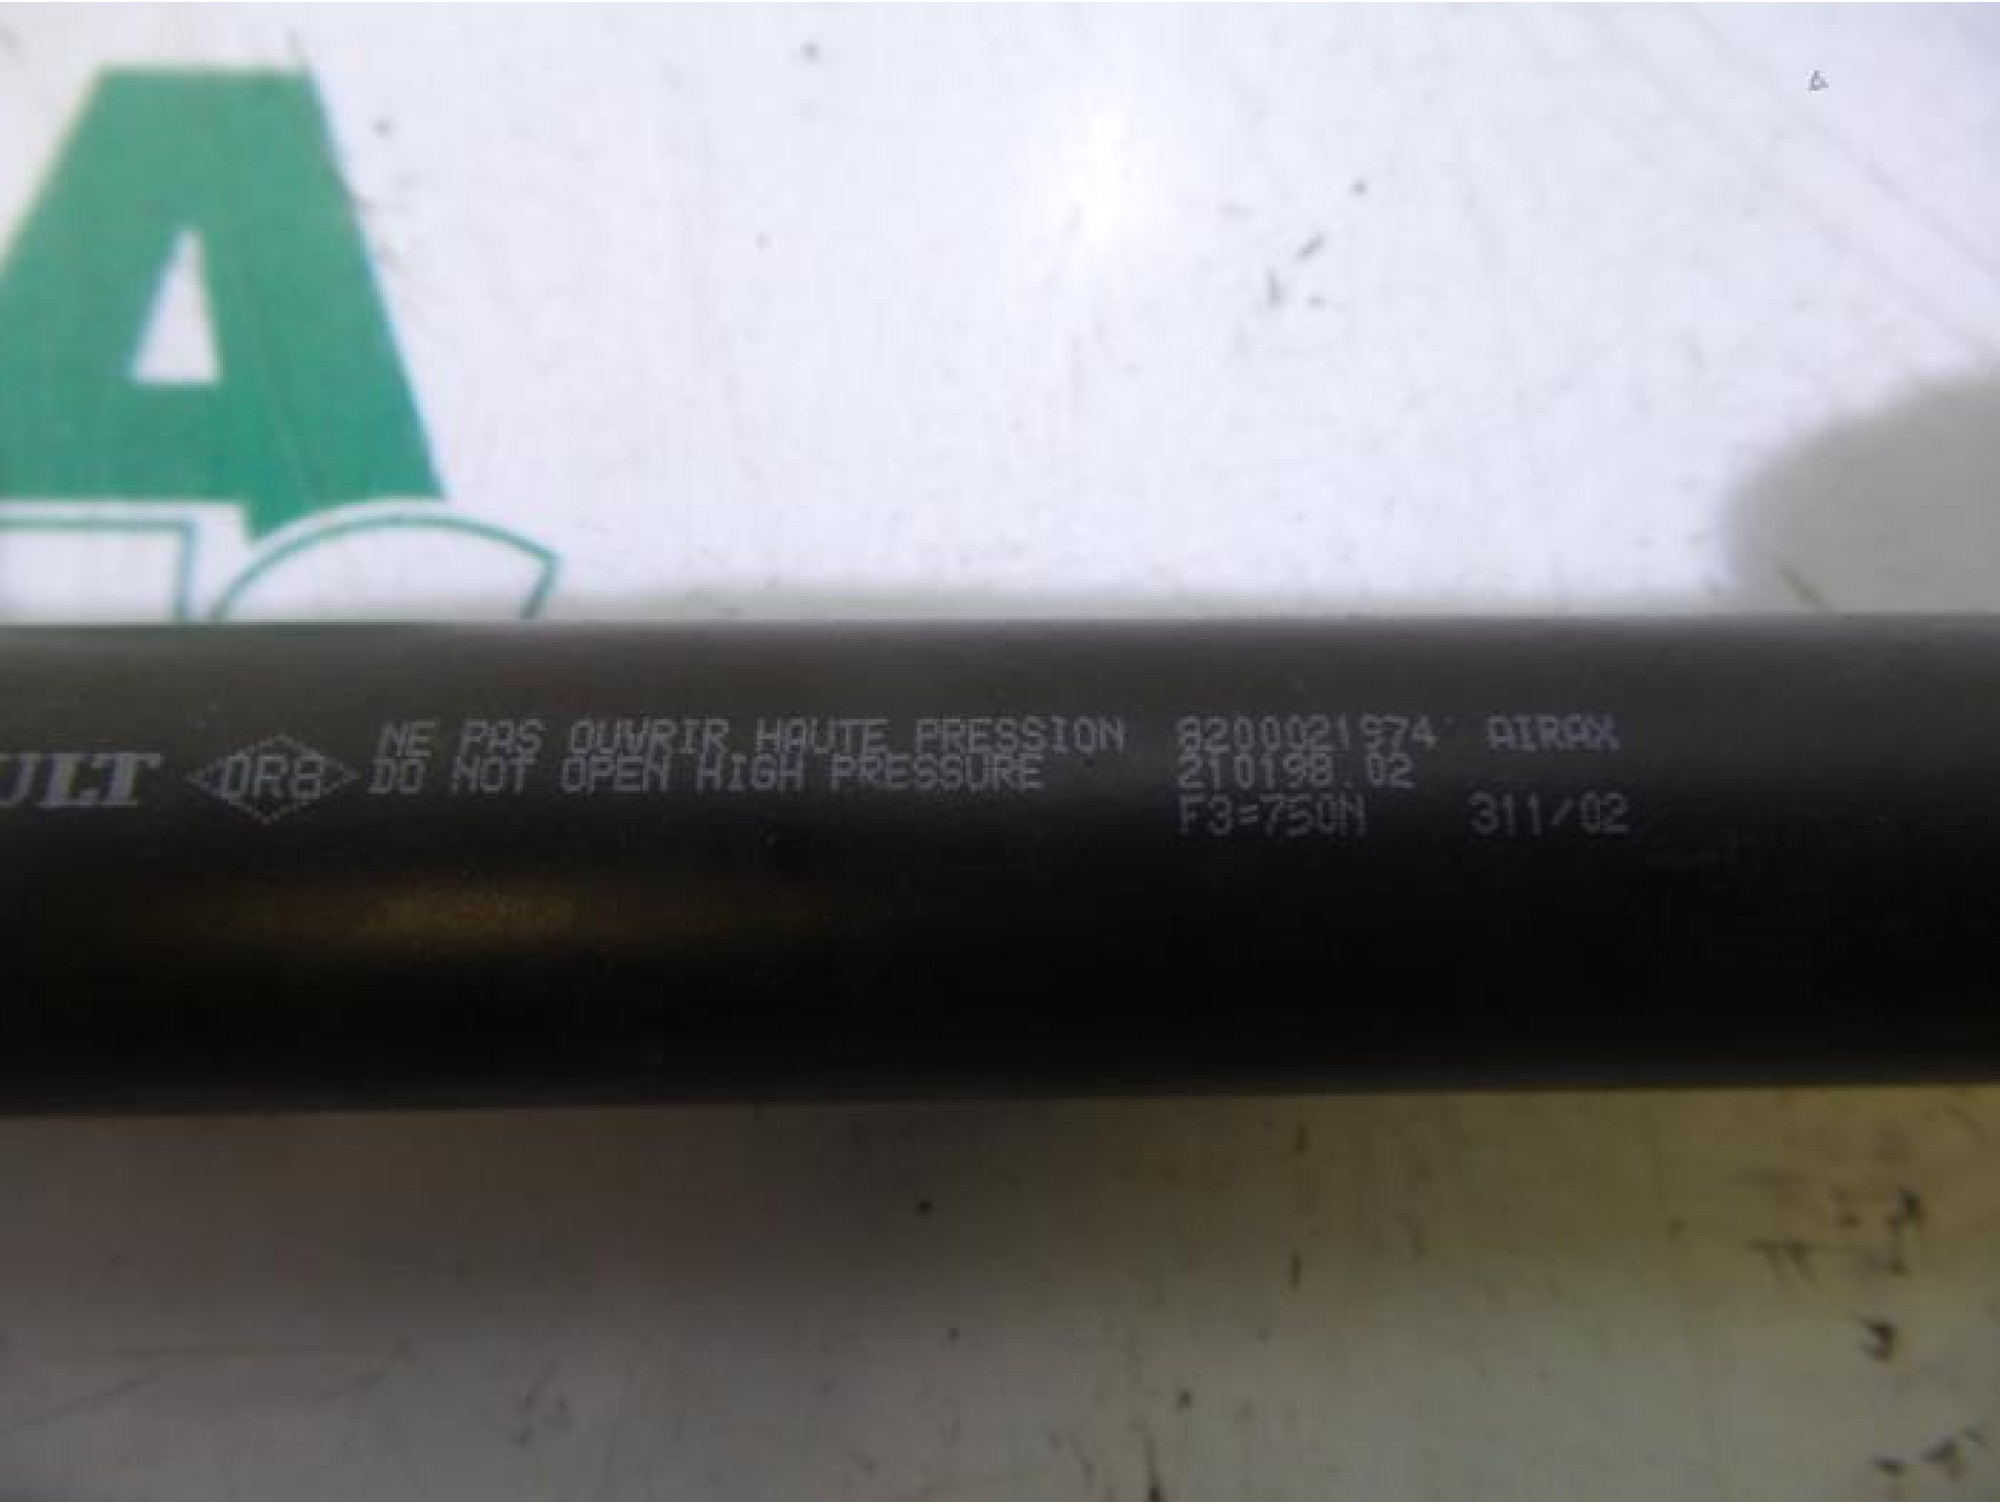 A
ULT DR8 NE PAS OUVRIR HAUTE PRESSION 8200021974 AIRAX
DO NOT OPEN HIGH PRESSURE 210198.02
F3=750N 311/02